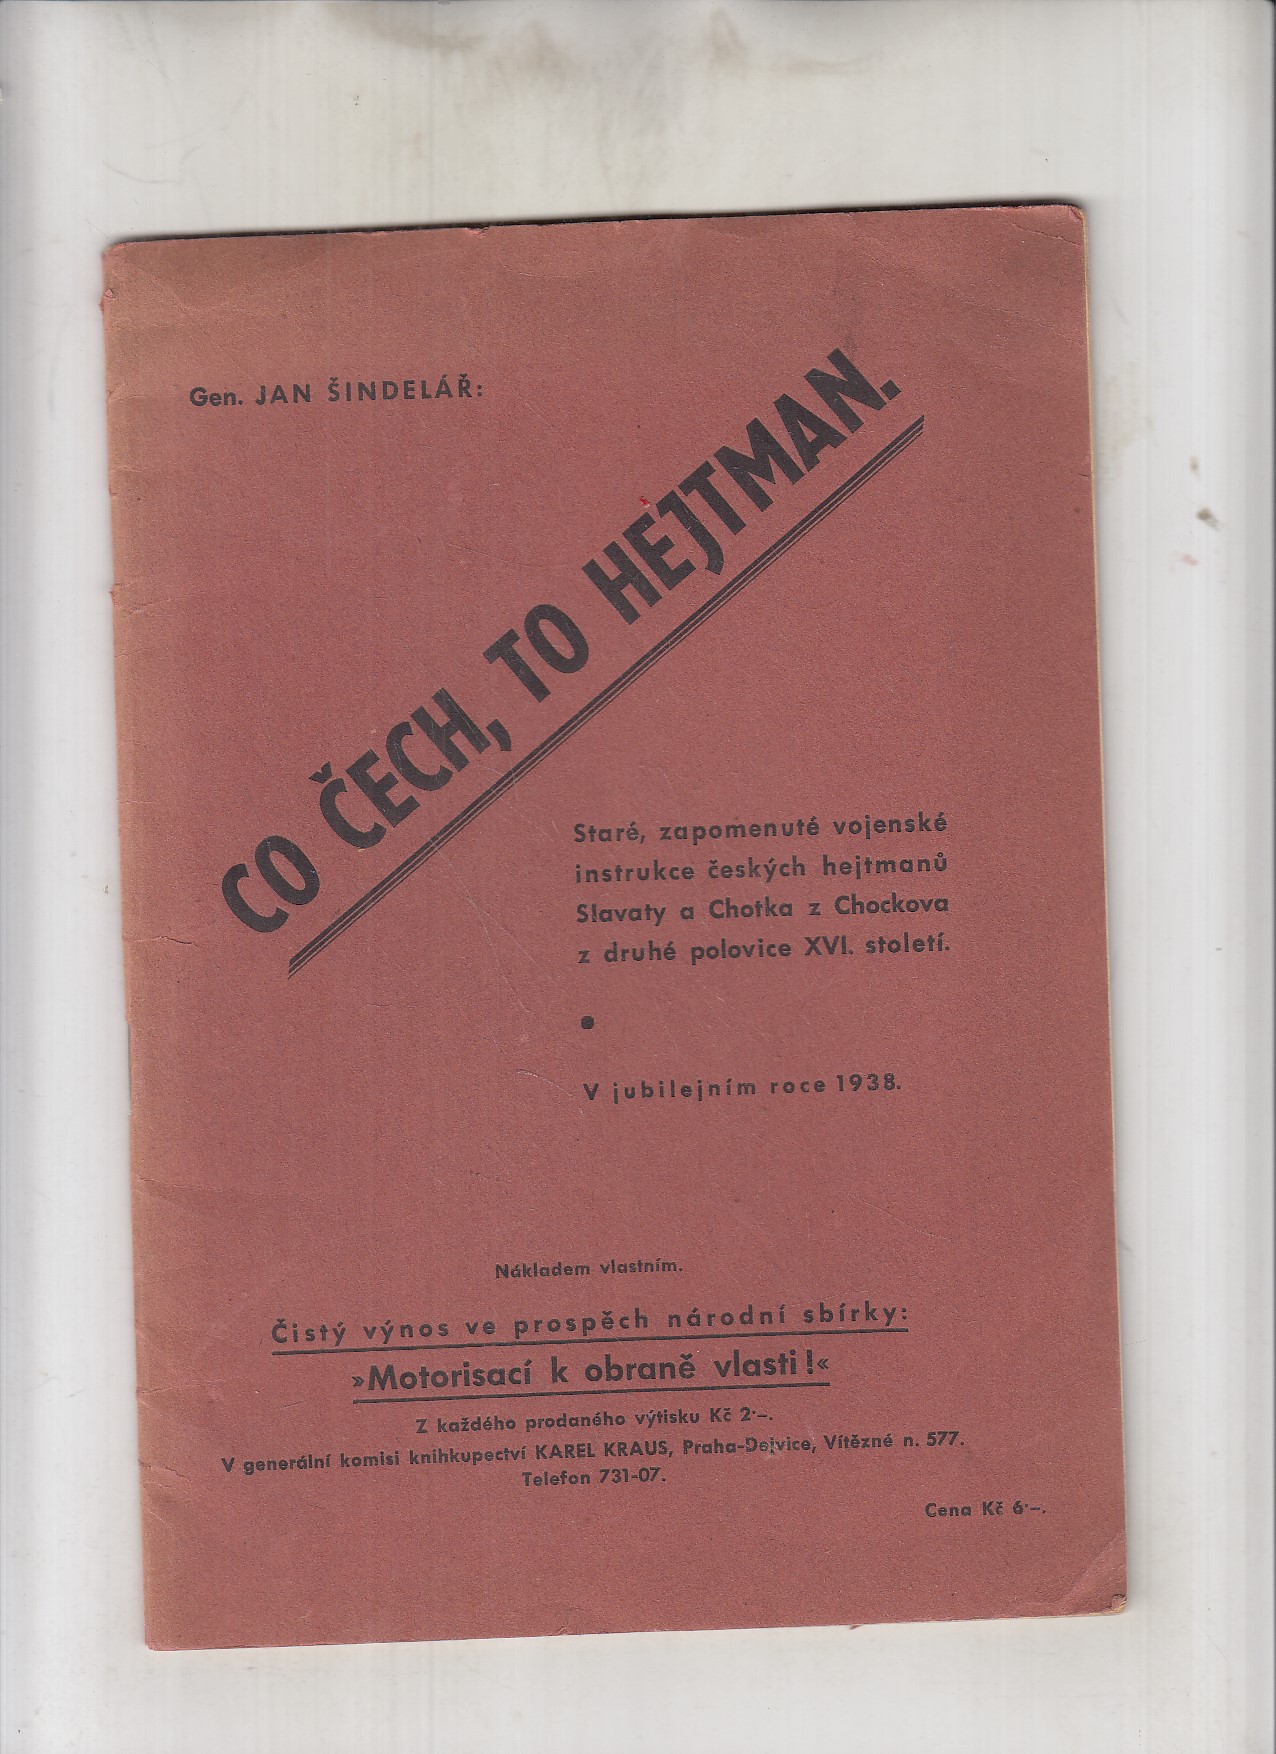 Gen. JAN ŠINDELÁŘ:
CO ČECH, TO HEJTMAN.
Staré, zapomenuté vojenské
instrukce českých hejtmanů
Slavaty a Chotka z Chockova
z druhé polovice XVI. století.
•
V jubilejním roce 1938.
Nákladem vlastním.
Čistý výnos ve prospěch národní sbírky:
»Motorisací k obraně vlasti!«
Z každého prodaného výtisku Kč 2·–.
V generální komisi knihkupectví KAREL KRAUS, Praha-Dejvice, Vítězné n. 577.
Telefon 731-07.
Cena Kč 6·–.